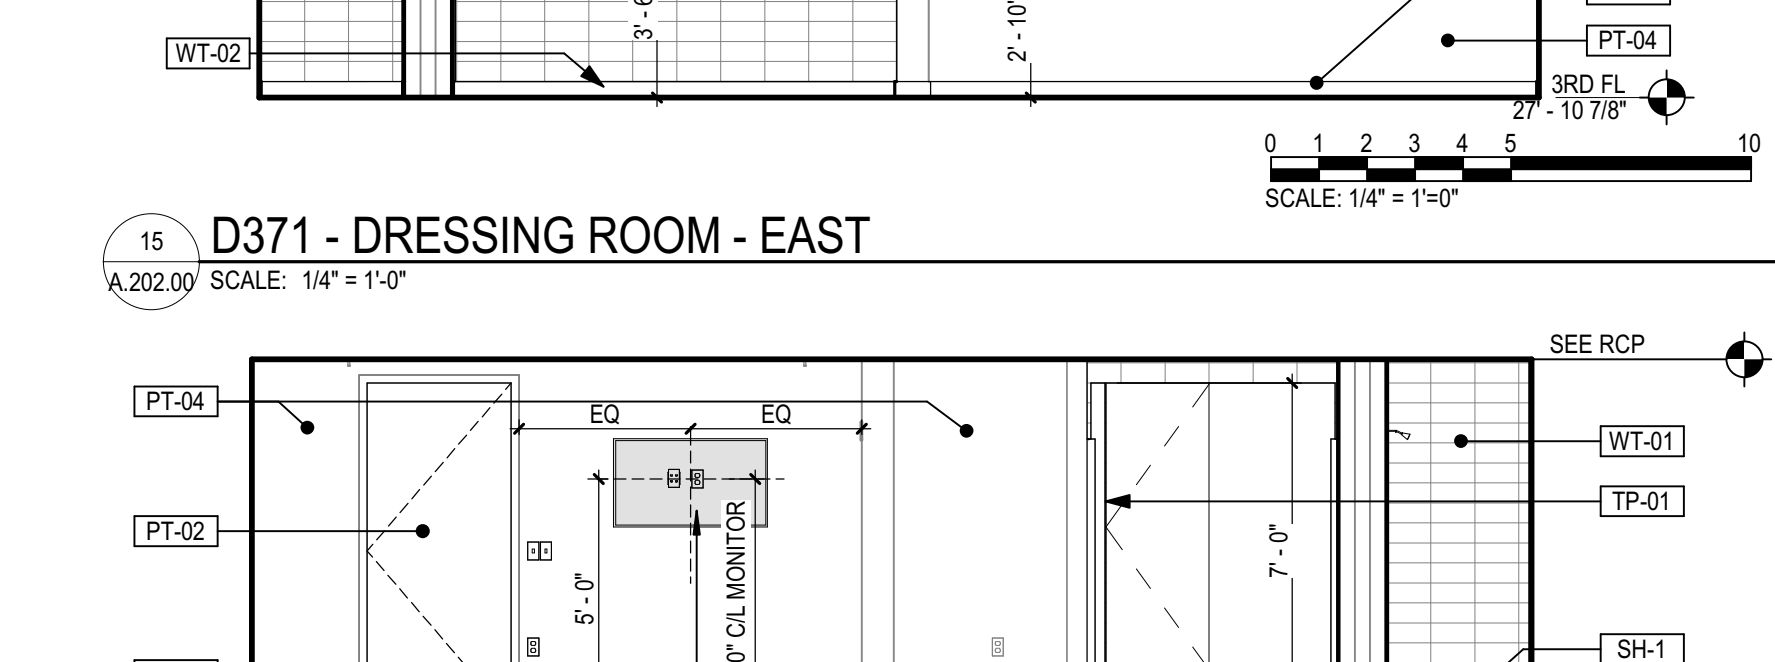 3' - 6
2' - 10'
WT-02
PT-04
3RD FL
27' - 10 7/8"
0 1 2 3 4 5 10
SCALE: 1/4" = 1'=0"
15
A.202.00
D371 - DRESSING ROOM - EAST
SCALE: 1/4" = 1'-0"
SEE RCP
PT-04
EQ
EQ
WT-01
TP-01
PT-02
5' - 0"
0" C/L MONITOR
7' - 0"
SH-1